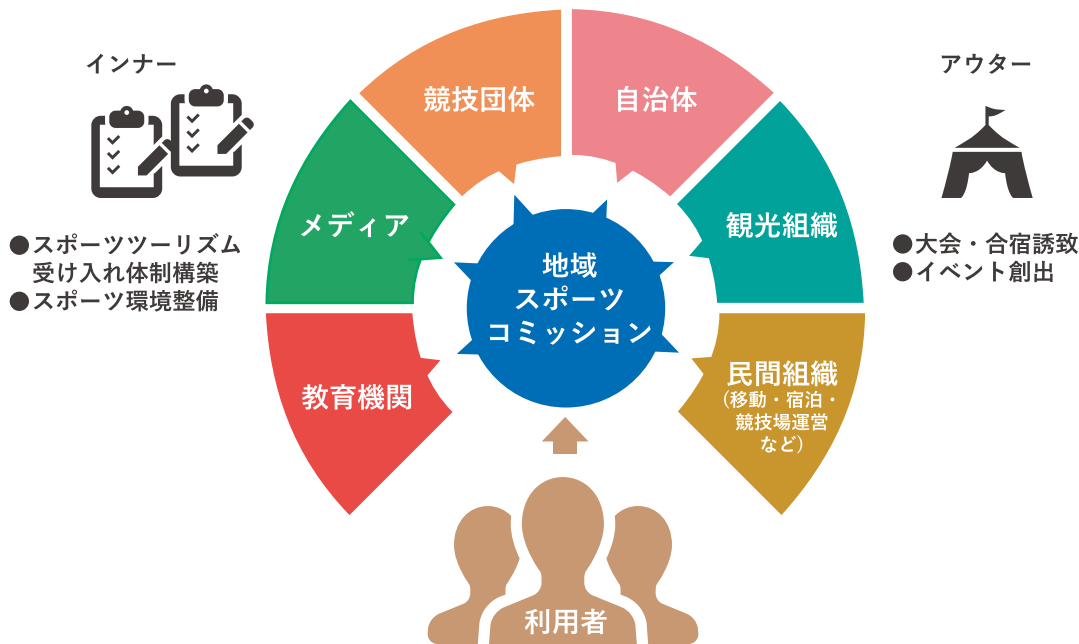 インナー
●スポーツツーリズム
受け入れ体制構築
●スポーツ環境整備
競技団体
自治体
メディア
観光組織
教育機関
民間組織
(移動・宿泊・
競技場運営
など)
地域
スポーツ
コミッション
利用者
アウター
●大会・合宿誘致
●イベント創出